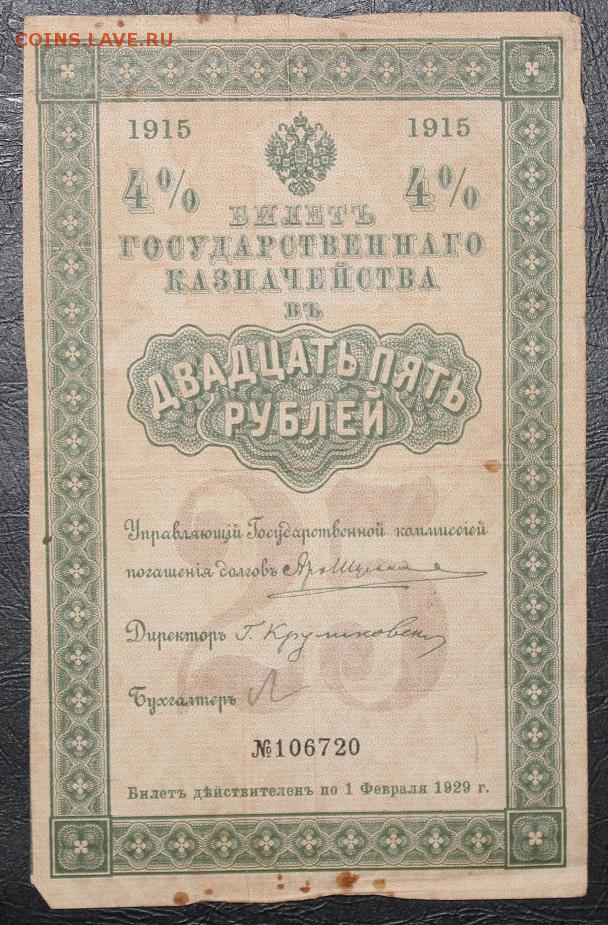 COINS.LAVE.RU
1915 1915
4% 4%
БИЛЕТЪ
ГОСУДАРСТВЕННАГО
КАЗНАЧЕЙСТВА
ВЪ
ДВАДЦАТЬ ПЯТЬ
РУБЛЕЙ
25
Управляющій Государственной коммиссіей
погашенія долговъ
Директоръ
Бухгалтеръ
№106720
Билетъ дѣйствителенъ по 1 Февраля 1929 г.